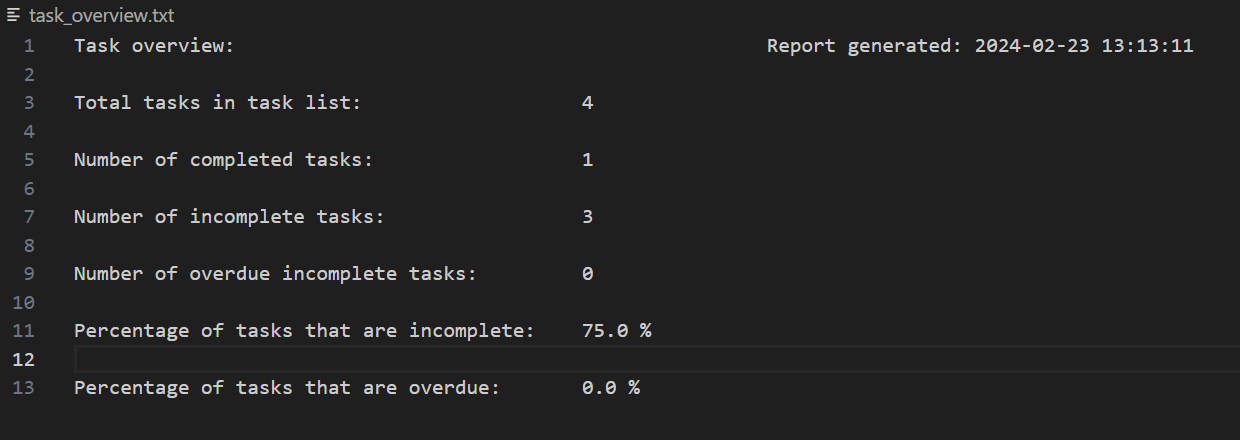 task_overview.txt
1 Task overview: Report generated: 2024-02-23 13:13:11
2
3 Total tasks in task list: 4
4
5 Number of completed tasks: 1
6
7 Number of incomplete tasks: 3
8
9 Number of overdue incomplete tasks: 0
10
11 Percentage of tasks that are incomplete: 75.0 %
12
13 Percentage of tasks that are overdue: 0.0 %